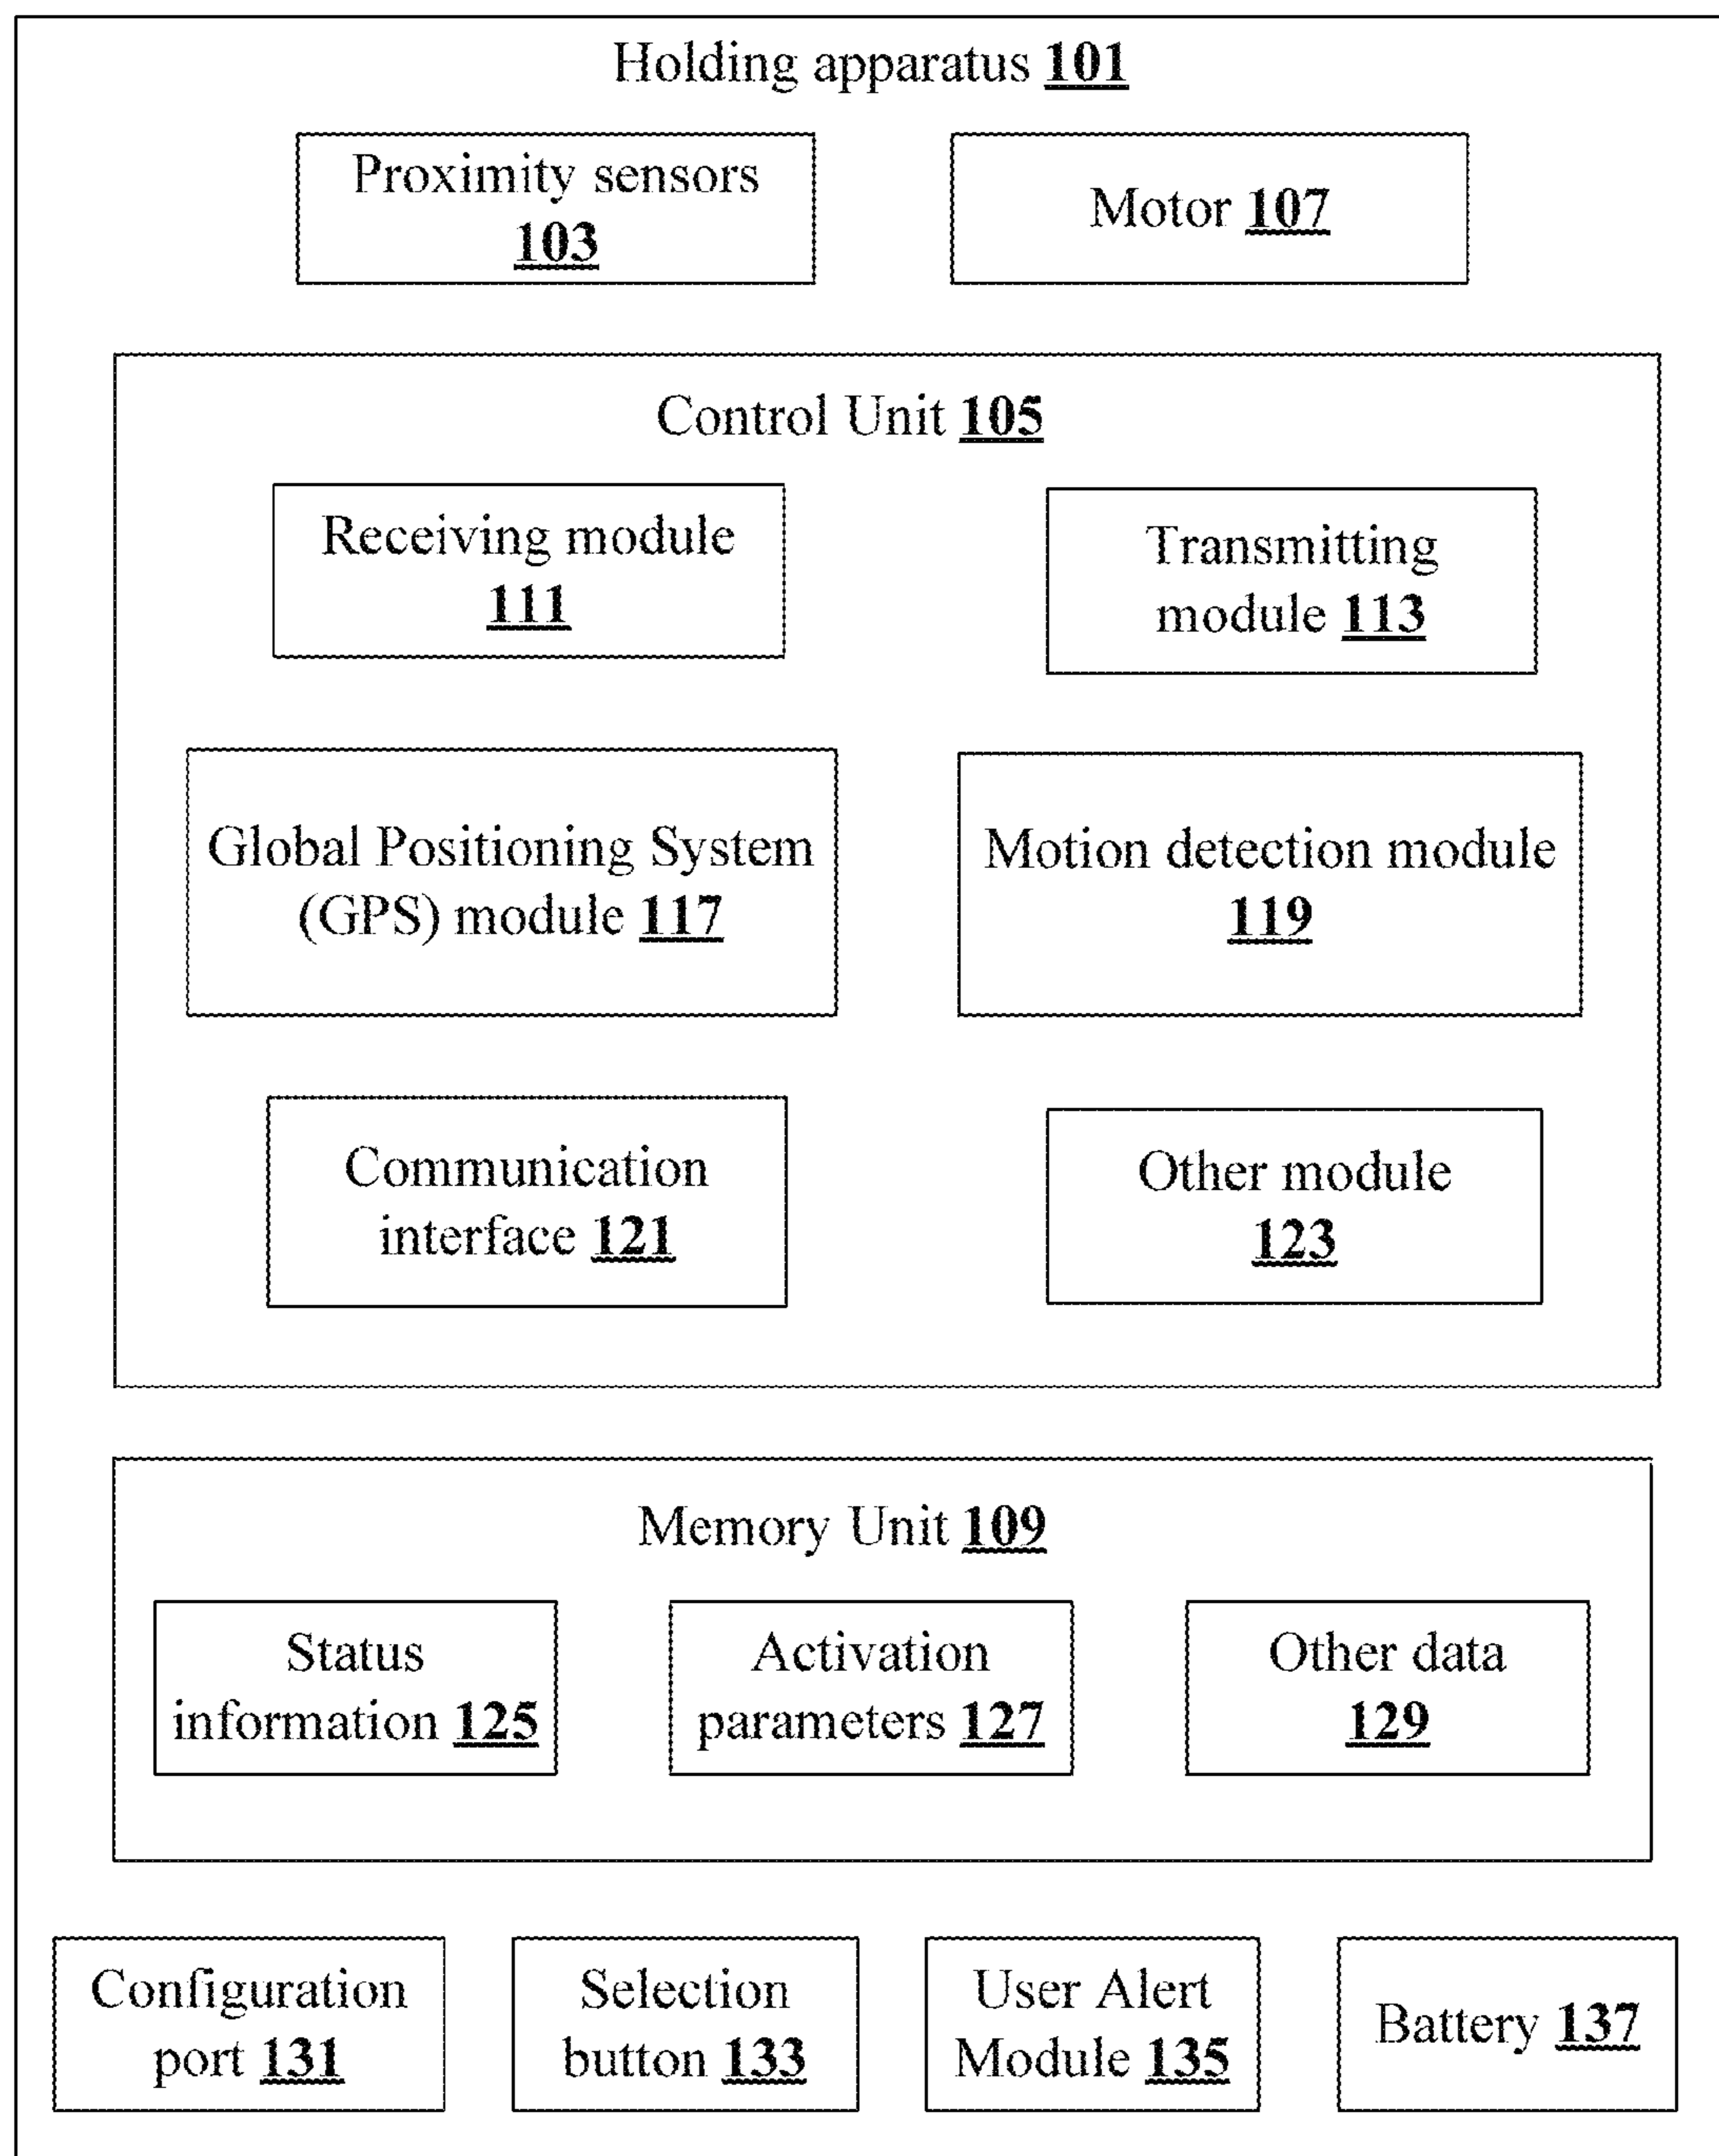 Holding apparatus 101
Proximity sensors
103
Motor 107
Control Unit 105
Receiving module
111
Transmitting
module 113
Global Positioning System
(GPS) module 117
Motion detection module
119
Communication
interface 121
Other module
123
Memory Unit 109
Status
information 125
Activation
parameters 127
Other data
129
Configuration
port 131
Selection
button 133
User Alert
Module 135
Battery 137